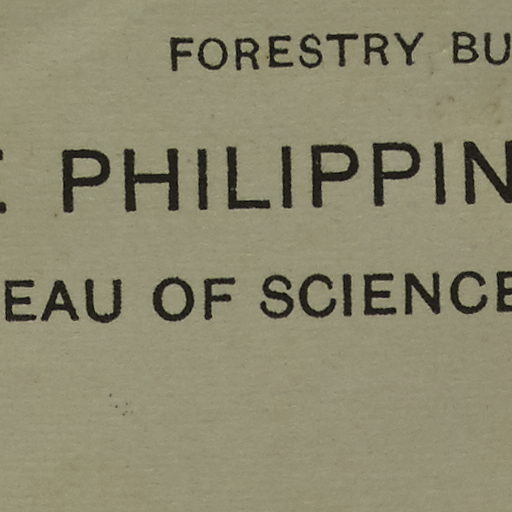 FORESTRY BU
E PHILIPPIN
EAU OF SCIENCE